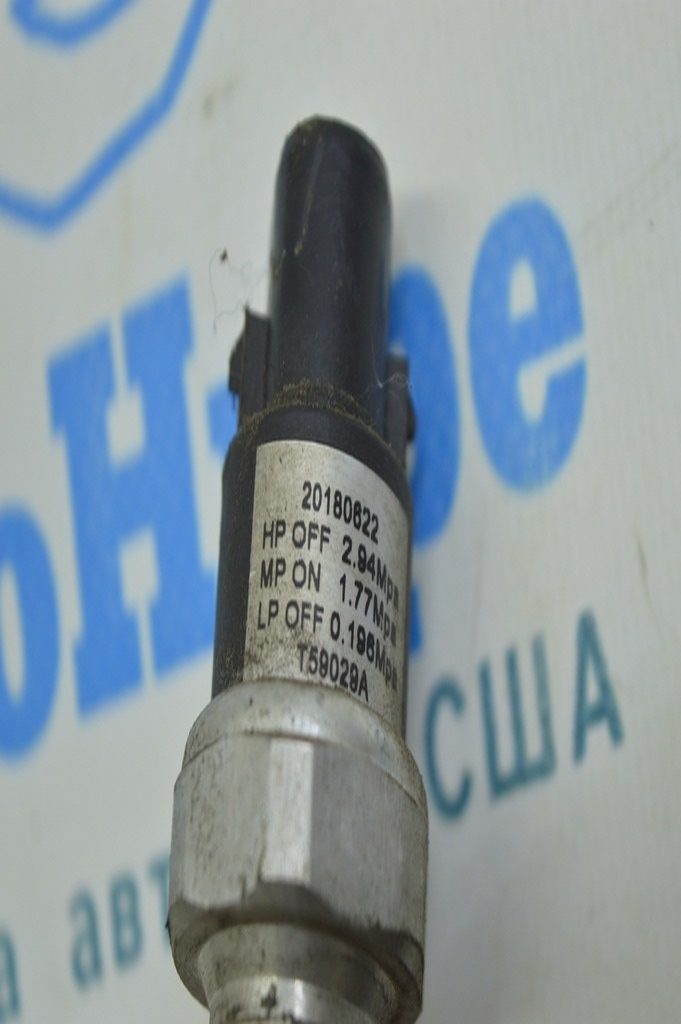 20180622
HP OFF 2.94Mpa
MP ON 1.77Mpa
LP OFF 0.196Mpa
T59029A
США